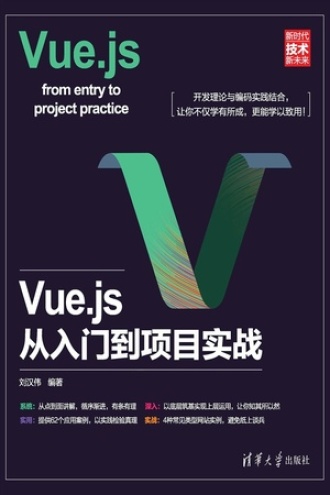 Vue.js
from entry to
project practice
新时代
技术
新未来
开发理论与编码实践结合，
让你不仅学有所成，更能学以致用！
Vue.js
从入门到项目实战
刘汉伟 编著
系统：从点到面讲解，循序渐进，有条有理 深入：以底层筑基实现上层运用，让你知其所以然
实用：提供62个应用案例，以实践检验真理 实战：4种常见类型网站实例，避免纸上谈兵
清华大学出版社